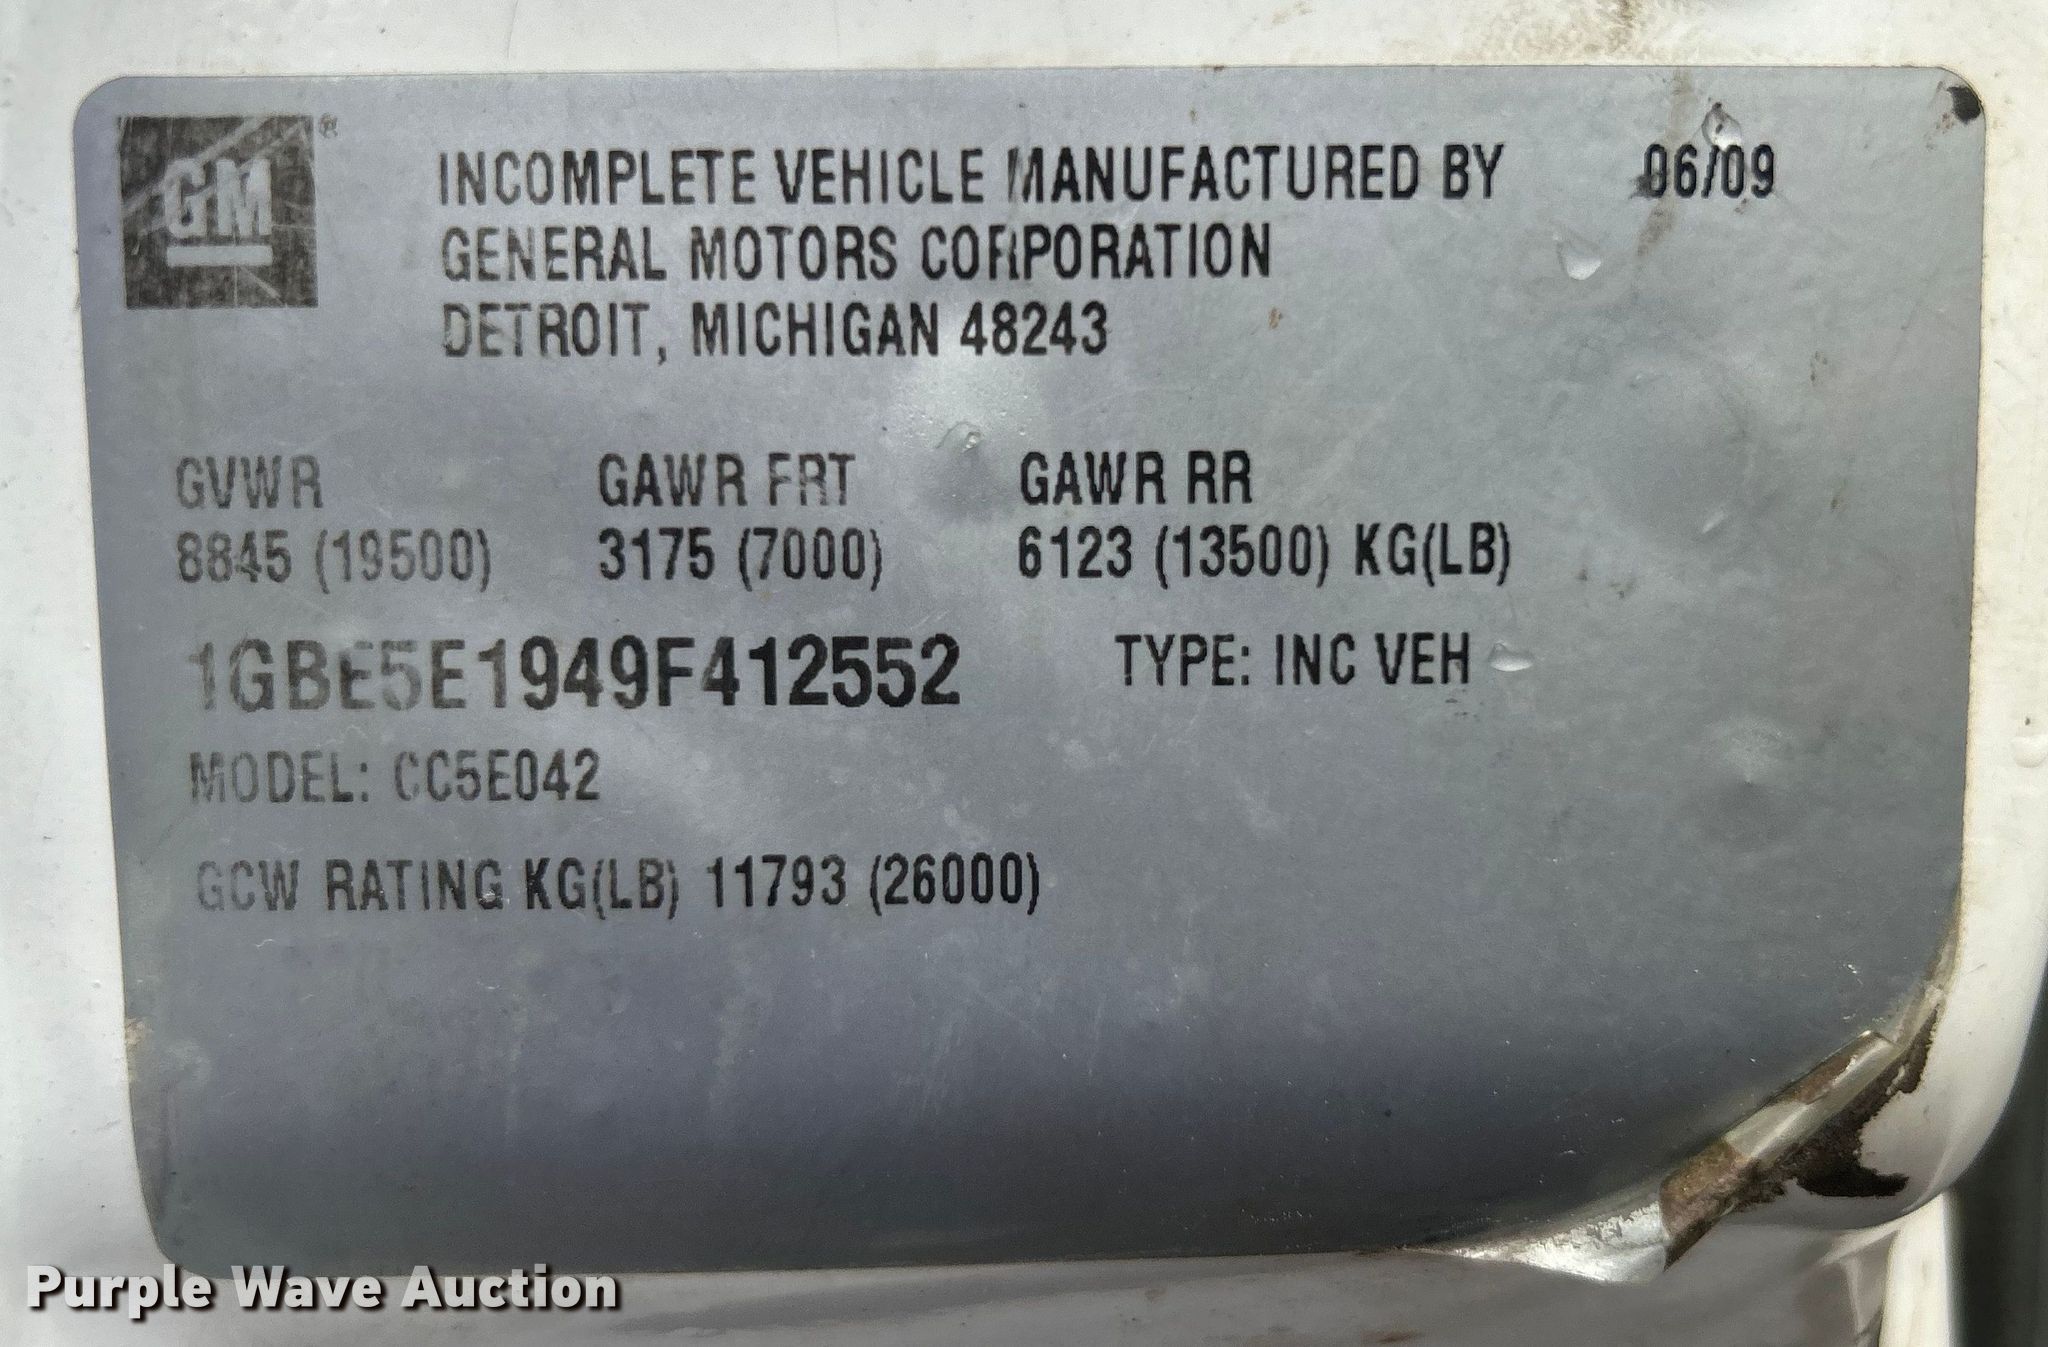 GM®
INCOMPLETE VEHICLE MANUFACTURED BY 06/09
GENERAL MOTORS CORPORATION
DETROIT, MICHIGAN 48243
GVWR GAWR FRT GAWR RR
8845 (19500) 3175 (7000) 6123 (13500) KG(LB)
1GBE5E1949F412552 TYPE: INC VEH
MODEL: CC5E042
GCW RATING KG(LB) 11793 (26000)
Purple Wave Auction